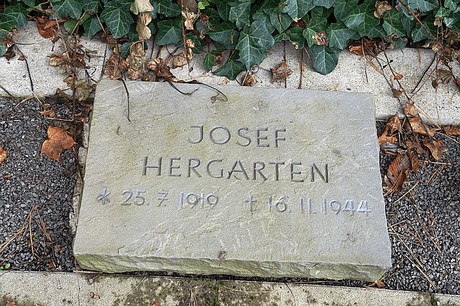 JOSEF
HERGARTEN
* 25.7.1919 † 16.11.1944